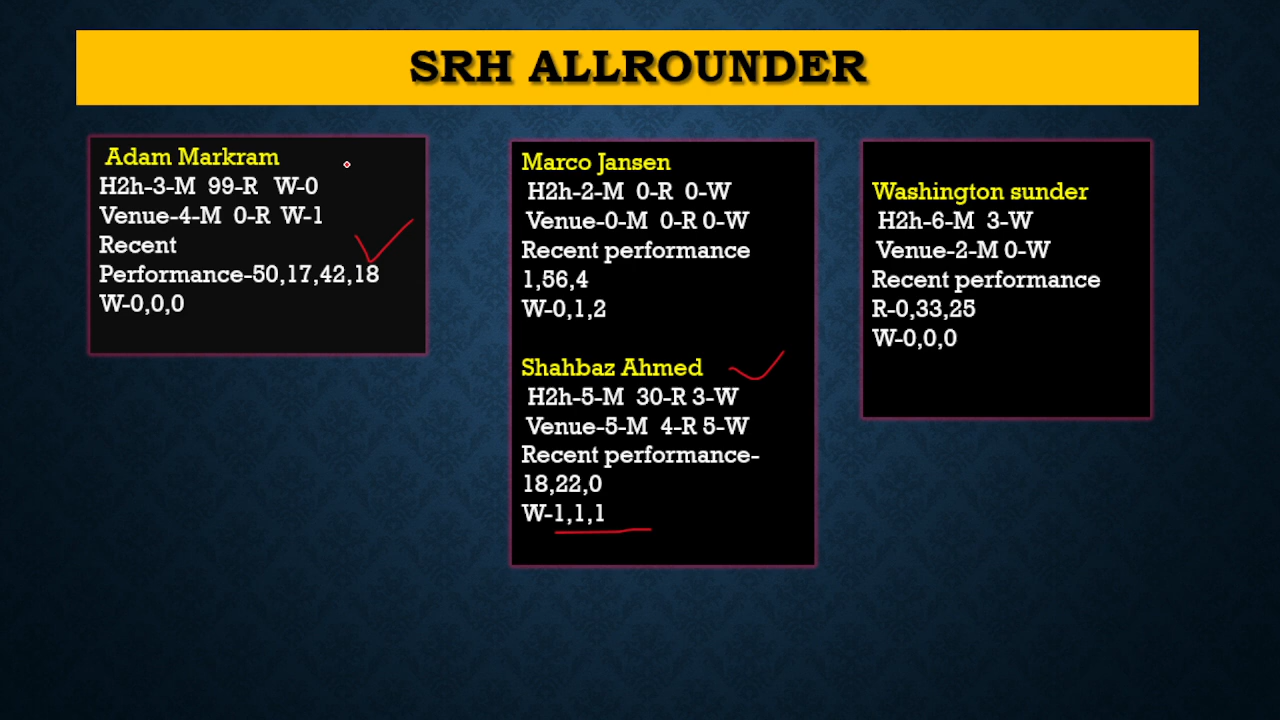 SRH ALLROUNDER
Adam Markram
H2h-3-M 99-R W-0
Venue-4-M 0-R W-1
Recent
Performance-50,17,42,18
W-0,0,0
Marco Jansen
H2h-2-M 0-R 0-W
Venue-0-M 0-R 0-W
Recent performance
1,56,4
W-0,1,2
Shahbaz Ahmed
H2h-5-M 30-R 3-W
Venue-5-M 4-R 5-W
Recent performance-
18,22,0
W-1,1,1
Washington sunder
H2h-6-M 3-W
Venue-2-M 0-W
Recent performance
R-0,33,25
W-0,0,0